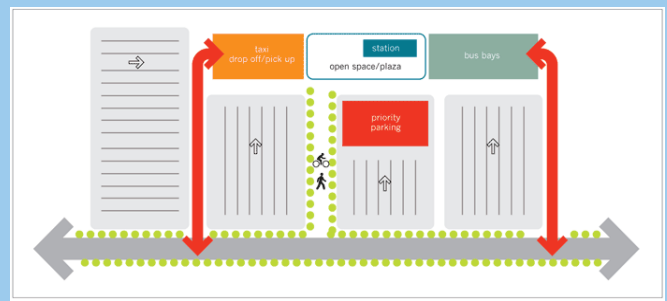 taxi
drop off/pick up
station
open space/plaza
bus bays
priority
parking